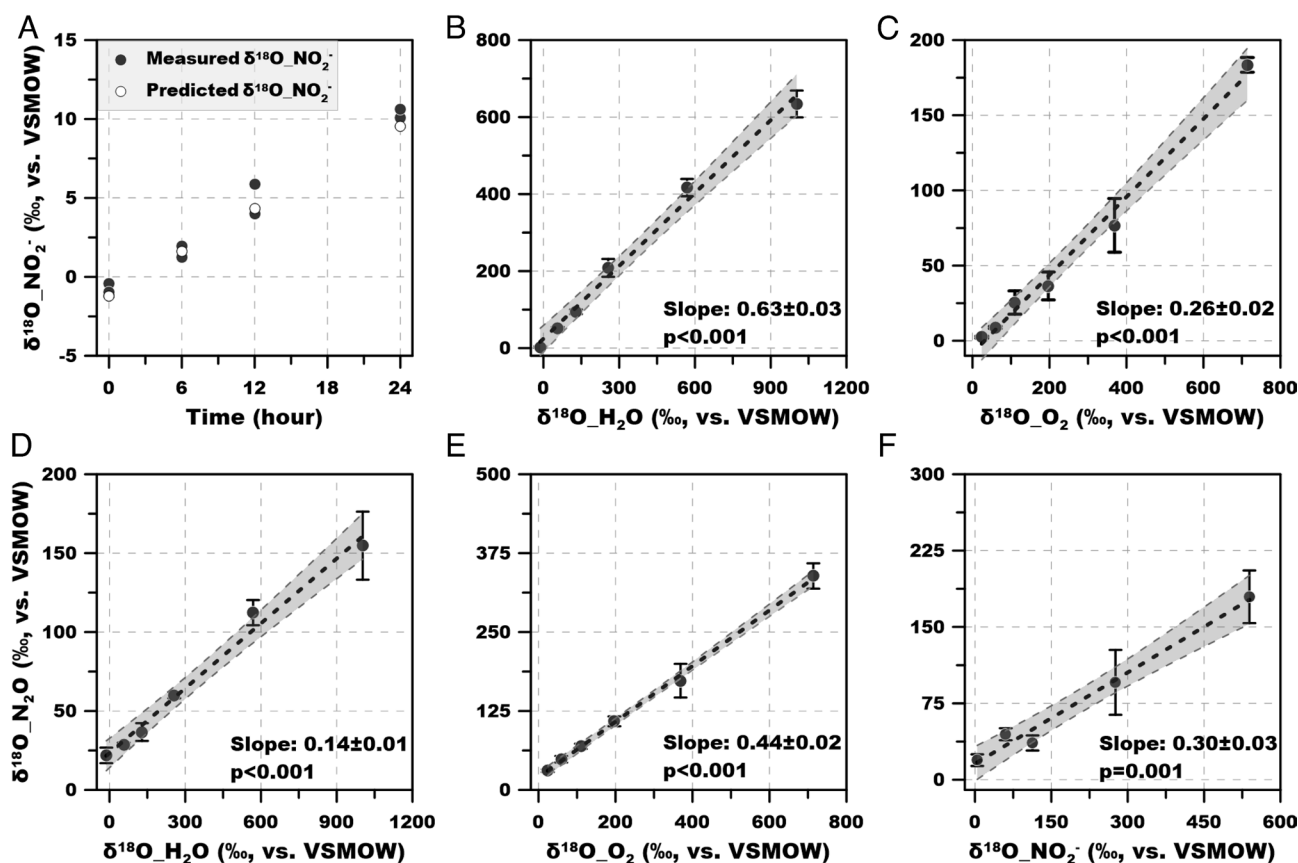 A
δ¹⁸O_NO₂⁻ (‰, vs. VSMOW)
15
10
5
0
-5
Measured δ¹⁸O_NO₂⁻
Predicted δ¹⁸O_NO₂⁻
0 6 12 24
Time (hour)
B
800
600
400
200
0
Slope: 0.63±0.03
p<0.001
0 300 600 900 1200
δ¹⁸O_H₂O (‰, vs. VSMOW)
C
200
150
100
50
0
Slope: 0.26±0.02
p<0.001
0 200 400 600 800
δ¹⁸O_O₂ (‰, vs. VSMOW)
D
δ¹⁸O_N₂O (‰, vs. VSMOW)
200
150
100
50
0
Slope: 0.14±0.01
p<0.001
0 300 600 900 1200
δ¹⁸O_H₂O (‰, vs. VSMOW)
E
500
375
250
125
0
Slope: 0.44±0.02
p<0.001
0 200 400 600 800
δ¹⁸O_O₂ (‰, vs. VSMOW)
F
300
225
150
75
0
Slope: 0.30±0.03
p=0.001
0 150 300 450 600
δ¹⁸O_NO₂⁻ (‰, vs. VSMOW)